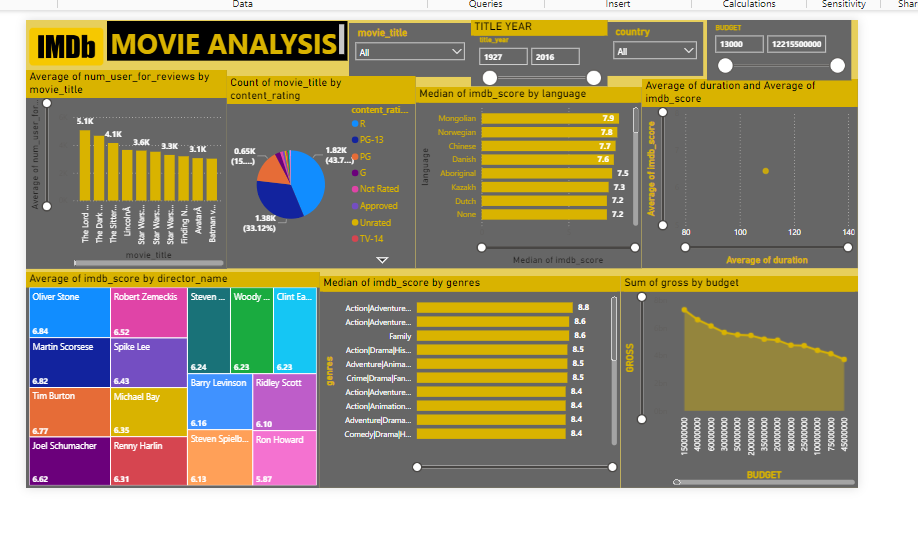 Data
Queries
Insert
Calculations
Sensitivity
Shar
IMDb
MOVIE ANALYSIS
movie_title
All
TITLE YEAR
title_year
1927
2016
country
All
BUDGET
13000
12215500000
Average of num_user_for_reviews by
movie_title
Average of num_user_for...
5.1K
4.1K
3.6K
3.3K
3.1K
The Lord ...
The Dark ...
The Sitter...
LincolnÂ
Star Wars:...
Star Wars:...
Star Wars:...
Finding N...
AvatarÂ
Batman v...
movie_title
Count of movie_title by
content_rating
0.65K
(15....)
1.82K
(43.7...)
1.38K
(33.12%)
content_rati...
R
PG-13
PG
G
Not Rated
Approved
Unrated
TV-14
Median of imdb_score by language
language
Mongolian 7.9
Norwegian 7.8
Chinese 7.7
Danish 7.6
Aboriginal 7.5
Kazakh 7.3
Dutch 7.2
None 7.2
Median of imdb_score
Average of duration and Average of
imdb_score
Average of imdb_score
80 100 120 140
Average of duration
Average of imdb_score by director_name
Oliver Stone
6.84
Martin Scorsese
6.82
Tim Burton
6.77
Joel Schumacher
6.62
Robert Zemeckis
6.52
Spike Lee
6.43
Michael Bay
6.35
Renny Harlin
6.31
Steven ...
6.24
Woody ...
6.23
Clint Ea...
6.23
Barry Levinson
6.16
Ridley Scott
6.10
Steven Spielb...
6.13
Ron Howard
5.87
Median of imdb_score by genres
genres
Action|Adventure... 8.8
Action|Adventure... 8.6
Family 8.6
Action|Drama|His... 8.5
Adventure|Anima... 8.5
Crime|Drama|Fan... 8.5
Action|Adventure... 8.4
Action|Animation... 8.4
Adventure|Drama... 8.4
Comedy|Drama|H... 8.4
Sum of gross by budget
GROSS
15000000
40000000
60000000
30000000
50000000
20000000
35000000
25000000
80000000
25000000
100000000
75000000
45000000
BUDGET